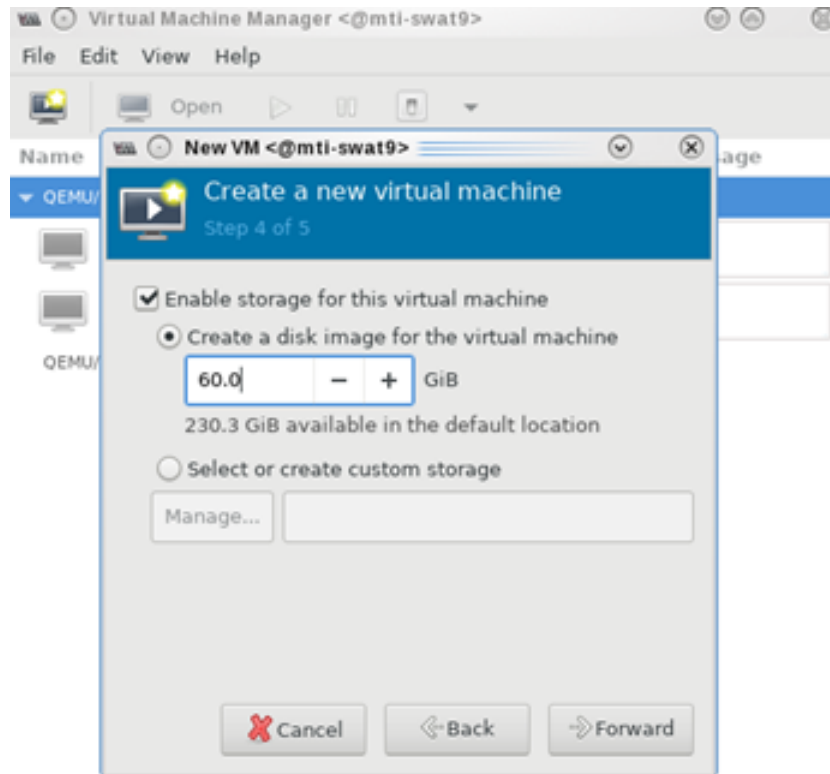 Virtual Machine Manager <@mti-swat9>
File Edit View Help
Open
New VM <@mti-swat9>
Name
Create a new virtual machine
Step 4 of 5
QEMU/
Enable storage for this virtual machine
Create a disk image for the virtual machine
60.0 − + GiB
QEMU/
230.3 GiB available in the default location
Select or create custom storage
Manage...
Cancel Back Forward